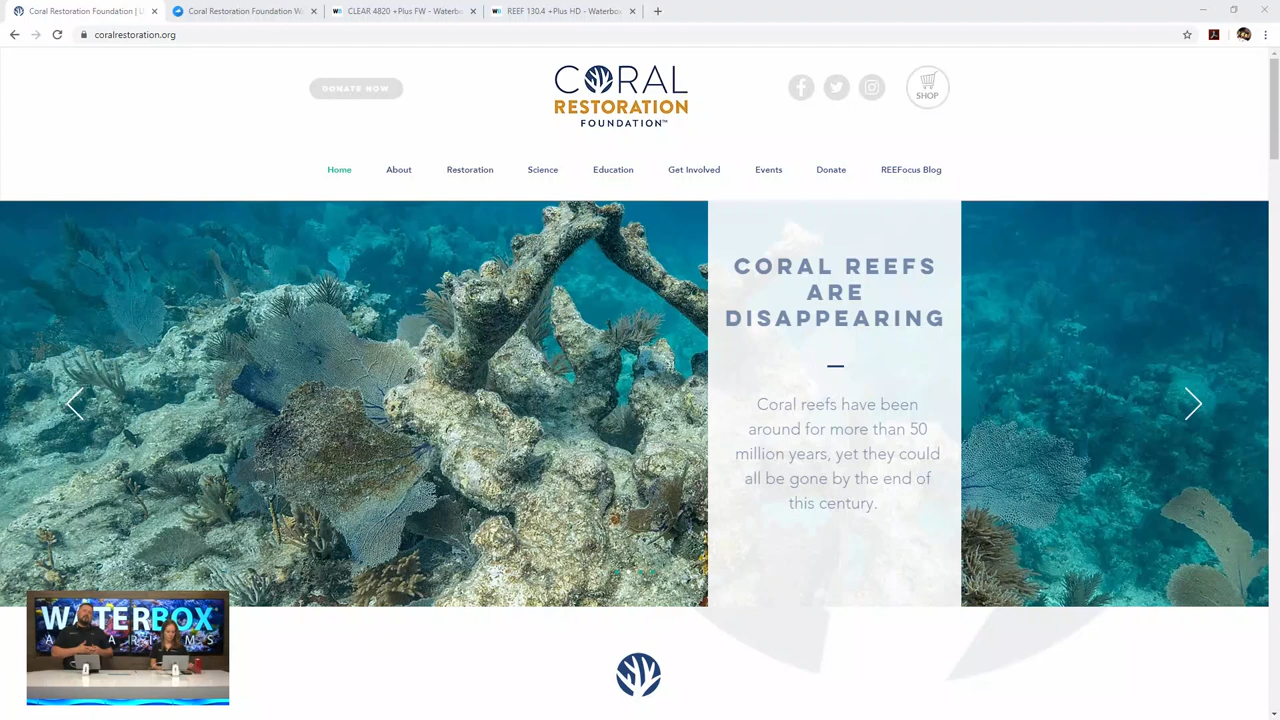 Coral Restoration Foundation | U
Coral Restoration Foundation W
CLEAR 4820 +Plus FW - Waterbo
REEF 130.4 +Plus HD - Waterbox
coralrestoration.org
DONATE NOW
CORAL
RESTORATION
FOUNDATION™
SHOP
Home
About
Restoration
Science
Education
Get Involved
Events
Donate
REEFocus Blog
CORAL REEFS
ARE
DISAPPEARING
Coral reefs have been
around for more than 50
million years, yet they could
all be gone by the end of
this century.
WATERBOX